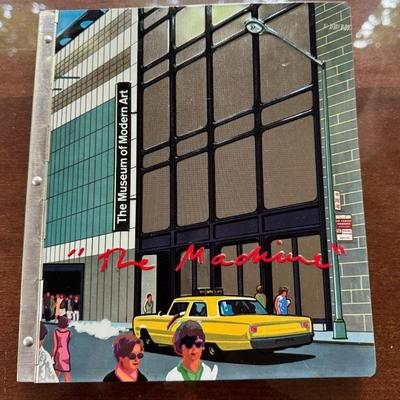 The Museum of Modern Art
"The Machine"